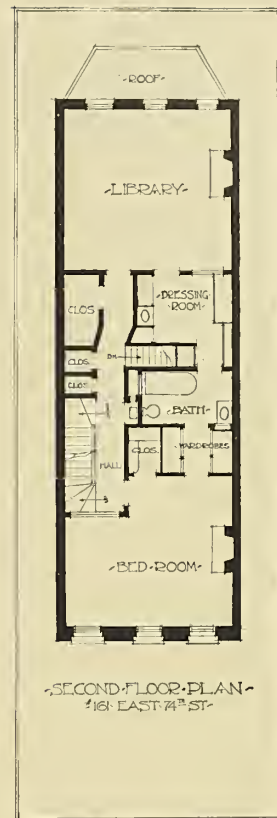 -ROOF-
-LIBRARY-
CLOS.
-DRESSING
ROOM-
CLOS.
DN.
CLOS.
-BATH-
HALL
CLOS.
WARDROBES
-BED-ROOM-
-SECOND·FLOOR·PLAN-
161·EAST·74TH ST-